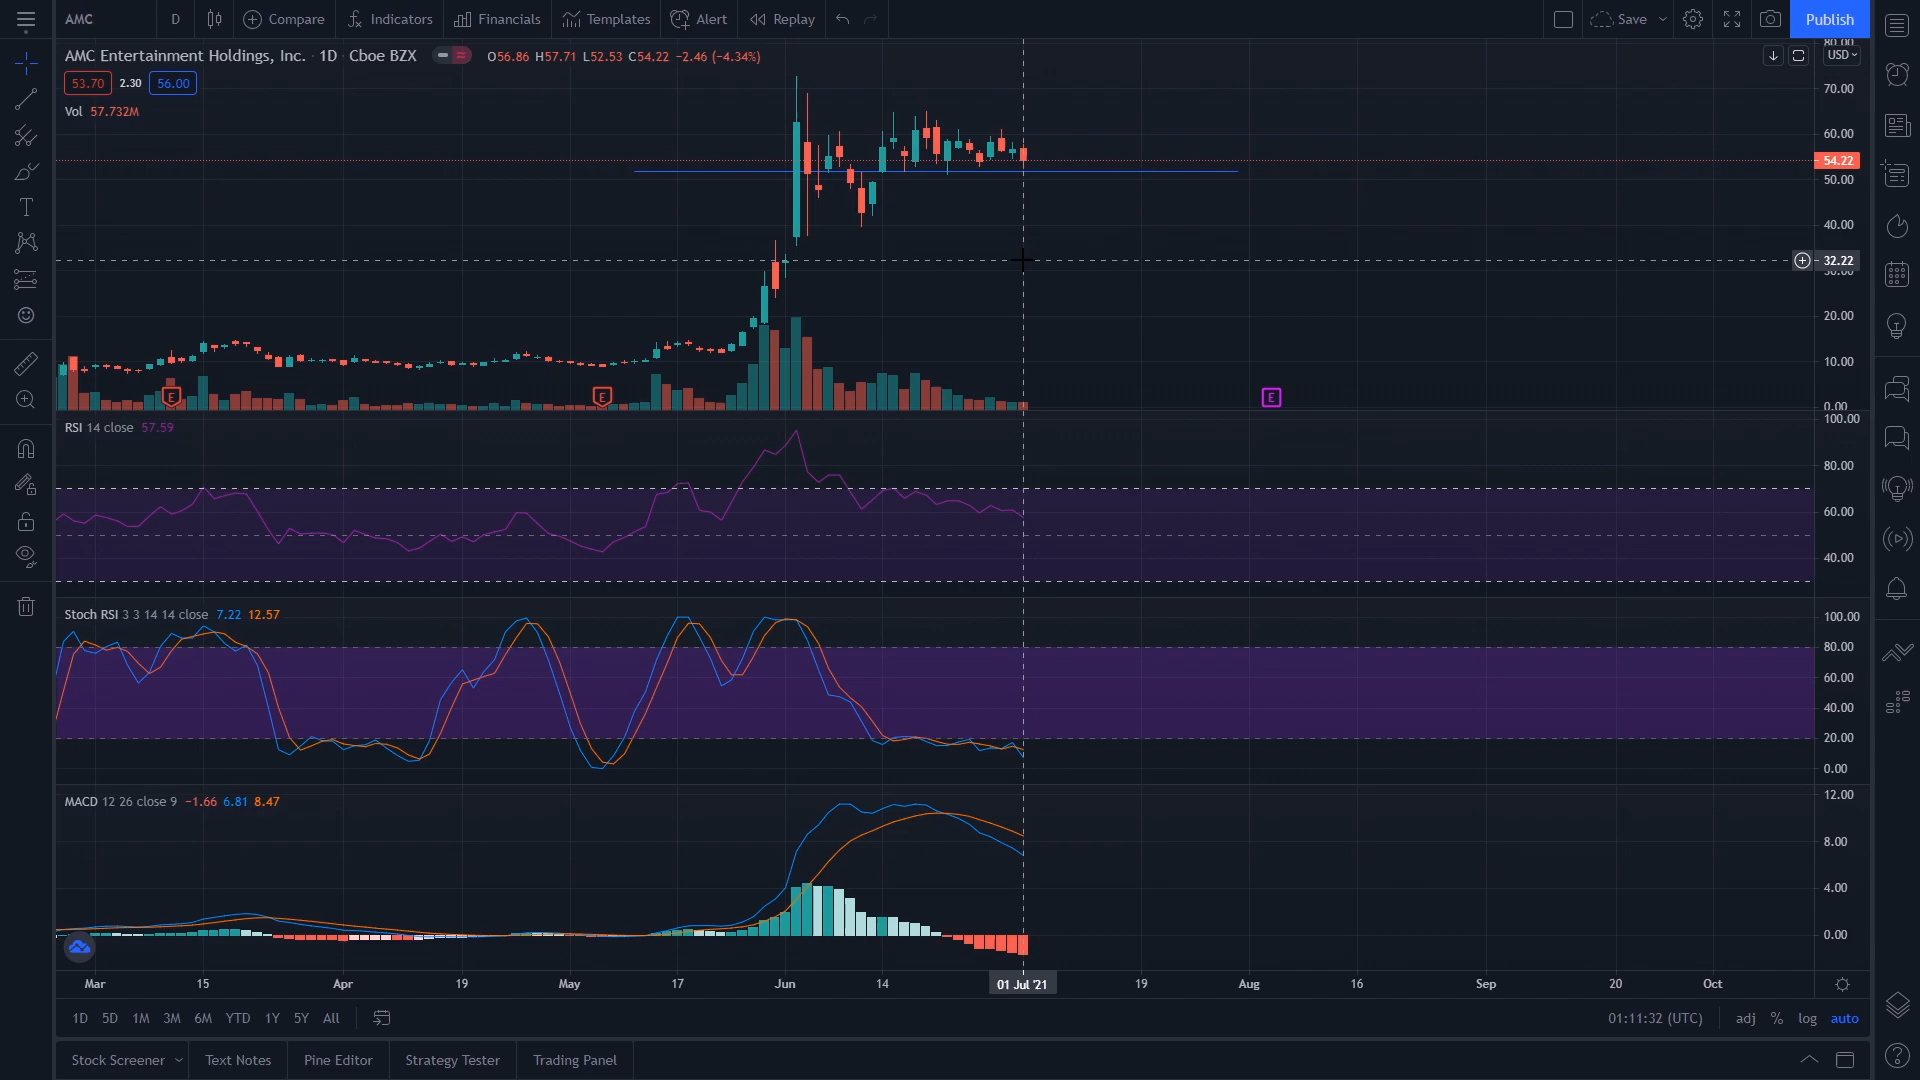 AMC D Compare Indicators Financials Templates Alert Replay Save Publish
AMC Entertainment Holdings, Inc. · 1D · Cboe BZX O56.86 H57.71 L52.53 C54.22 −2.46 (−4.34%)
53.70 2.30 56.00
Vol 57.732M
80.00
USD
70.00
60.00
54.22
50.00
40.00
32.22
30.00
20.00
10.00
0.00
E E E
RSI 14 close 57.59
100.00
80.00
60.00
40.00
Stoch RSI 3 3 14 14 close 7.22 12.57
100.00
80.00
60.00
40.00
20.00
0.00
MACD 12 26 close 9 −1.66 6.81 8.47
12.00
8.00
4.00
0.00
Mar 15 Apr 19 May 17 Jun 14 01 Jul '21 19 Aug 16 Sep 20 Oct
1D 5D 1M 3M 6M YTD 1Y 5Y All 01:11:32 (UTC) adj % log auto
Stock Screener Text Notes Pine Editor Strategy Tester Trading Panel